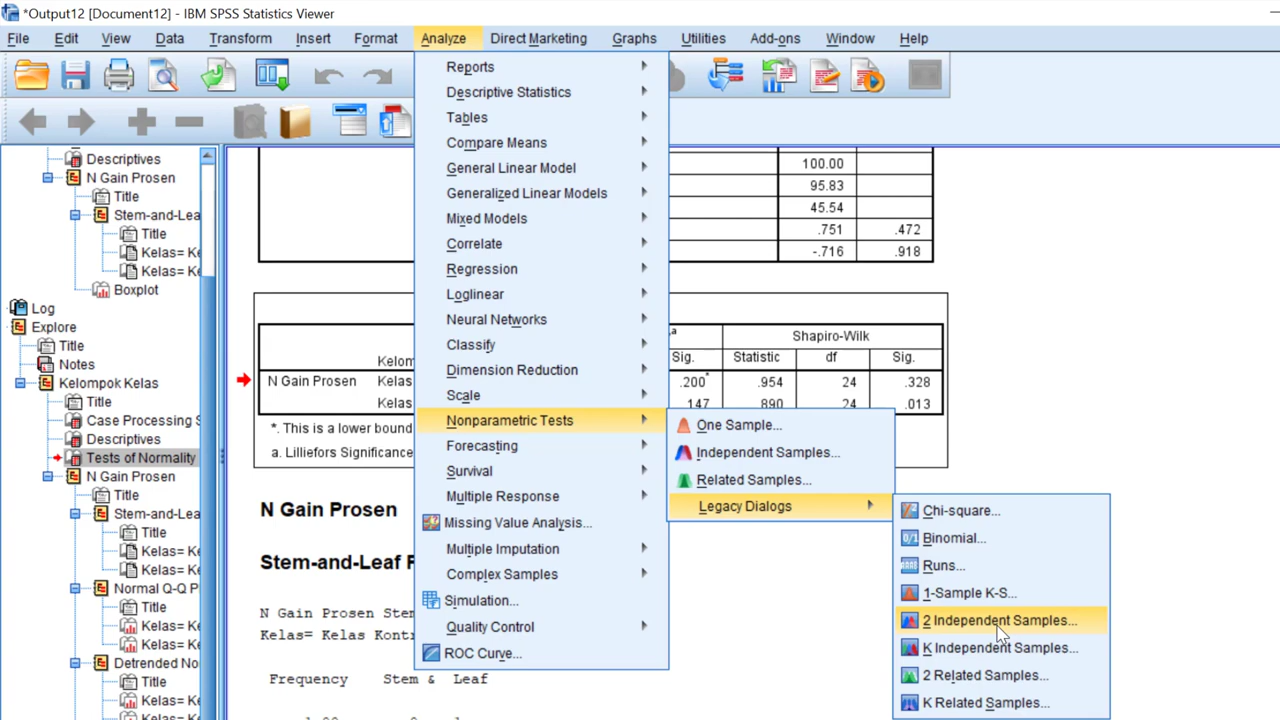 *Output12 [Document12] - IBM SPSS Statistics Viewer
File Edit View Data Transform Insert Format Analyze Direct Marketing Graphs Utilities Add-ons Window Help
Descriptives
N Gain Prosen
Title
Stem-and-Lea
Title
Kelas= Ke
Kelas= Ke
Boxplot
Log
Explore
Title
Notes
Kelompok Kelas
Title
Case Processing S
Descriptives
Tests of Normality
N Gain Prosen
Title
Stem-and-Lea
Title
Kelas= Ke
Kelas= Ke
Normal Q-Q P
Title
Kelas= Ke
Kelas= Ke
Detrended No
Title
Kelas= Ke
Reports
Descriptive Statistics
Tables
Compare Means
General Linear Model
Generalized Linear Models
Mixed Models
Correlate
Regression
Loglinear
Neural Networks
Classify
Dimension Reduction
Scale
Nonparametric Tests
Forecasting
Survival
Multiple Response
Missing Value Analysis...
Multiple Imputation
Complex Samples
Simulation...
Quality Control
ROC Curve...
One Sample...
Independent Samples...
Related Samples...
Legacy Dialogs
Chi-square...
0/1 Binomial...
Runs...
1-Sample K-S...
2 Independent Samples...
K Independent Samples...
2 Related Samples...
K Related Samples...
100.00
95.83
45.54
.751 .472
-.716 .918
a Shapiro-Wilk
Kelom Sig. Statistic df Sig.
N Gain Prosen Kelas .200* .954 24 .328
Kelas .147 .890 24 .013
*. This is a lower bound
a. Lilliefors Significance
N Gain Prosen
Stem-and-Leaf
N Gain Prosen Stem
Kelas= Kelas Kontr
Frequency Stem & Leaf